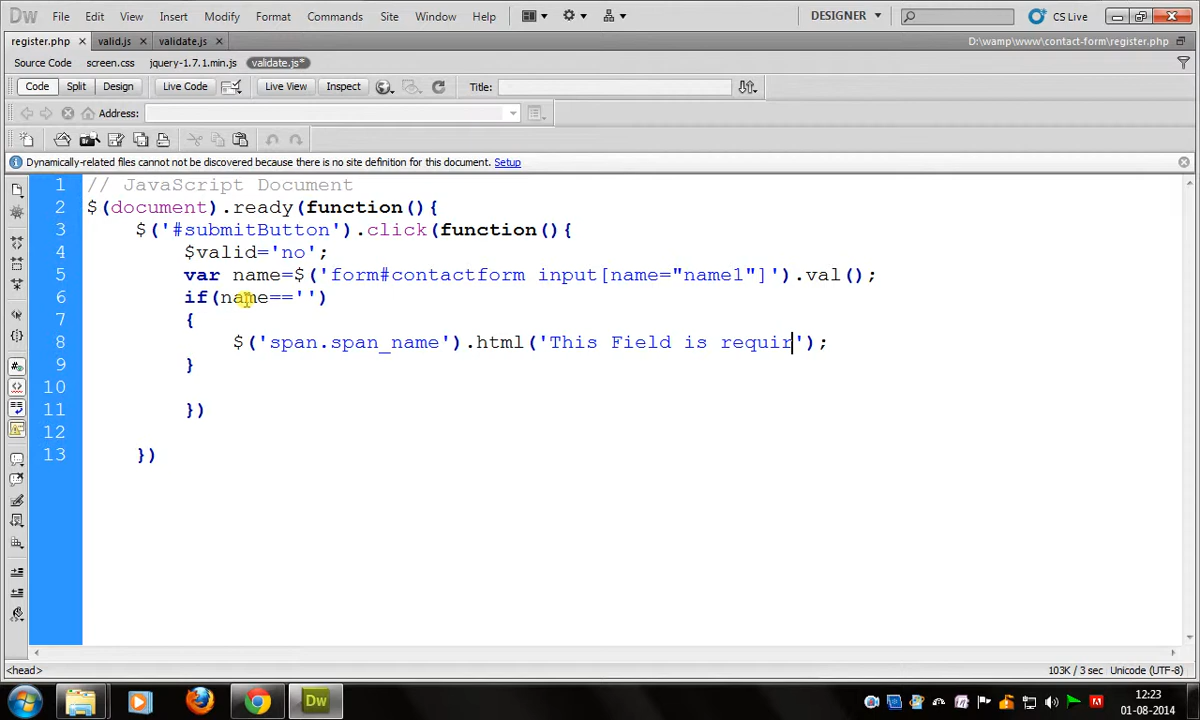 Dw File Edit View Insert Modify Format Commands Site Window Help DESIGNER CS Live
register.php × valid.js × validate.js × D:\wamp\www\contact-form\register.php
Source Code screen.css jquery-1.7.1.min.js validate.js*
Code Split Design Live Code Live View Inspect Title:
Address:
Dynamically-related files cannot not be discovered because there is no site definition for this document. Setup
1 // JavaScript Document
2 $(document).ready(function(){
3 $('#submitButton').click(function(){
4 $valid='no';
5 var name=$('form#contactform input[name="name1"]').val();
6 if(name=='')
7 {
8 $('span.span_name').html('This Field is requir');
9 }
10
11 })
12
13 })
<head> 103K / 3 sec Unicode (UTF-8)
Dw 12:23
01-08-2014